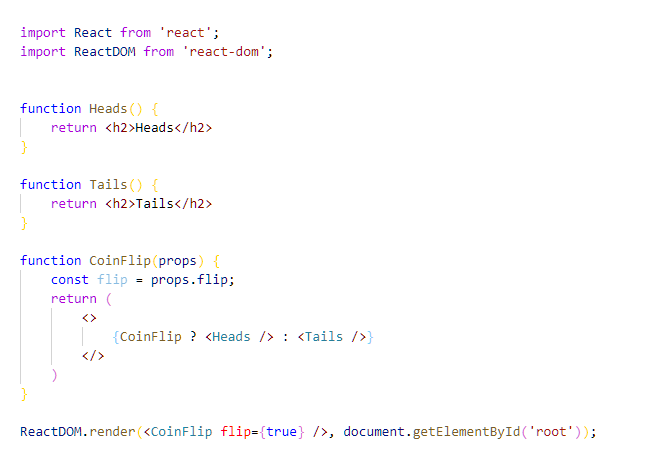 import React from 'react';
import ReactDOM from 'react-dom';
function Heads() {
    return <h2>Heads</h2>
}
function Tails() {
    return <h2>Tails</h2>
}
function CoinFlip(props) {
    const flip = props.flip;
    return (
        <>
            {CoinFlip ? <Heads /> : <Tails />}
        </>
    )
}
ReactDOM.render(<CoinFlip flip={true} />, document.getElementById('root'));